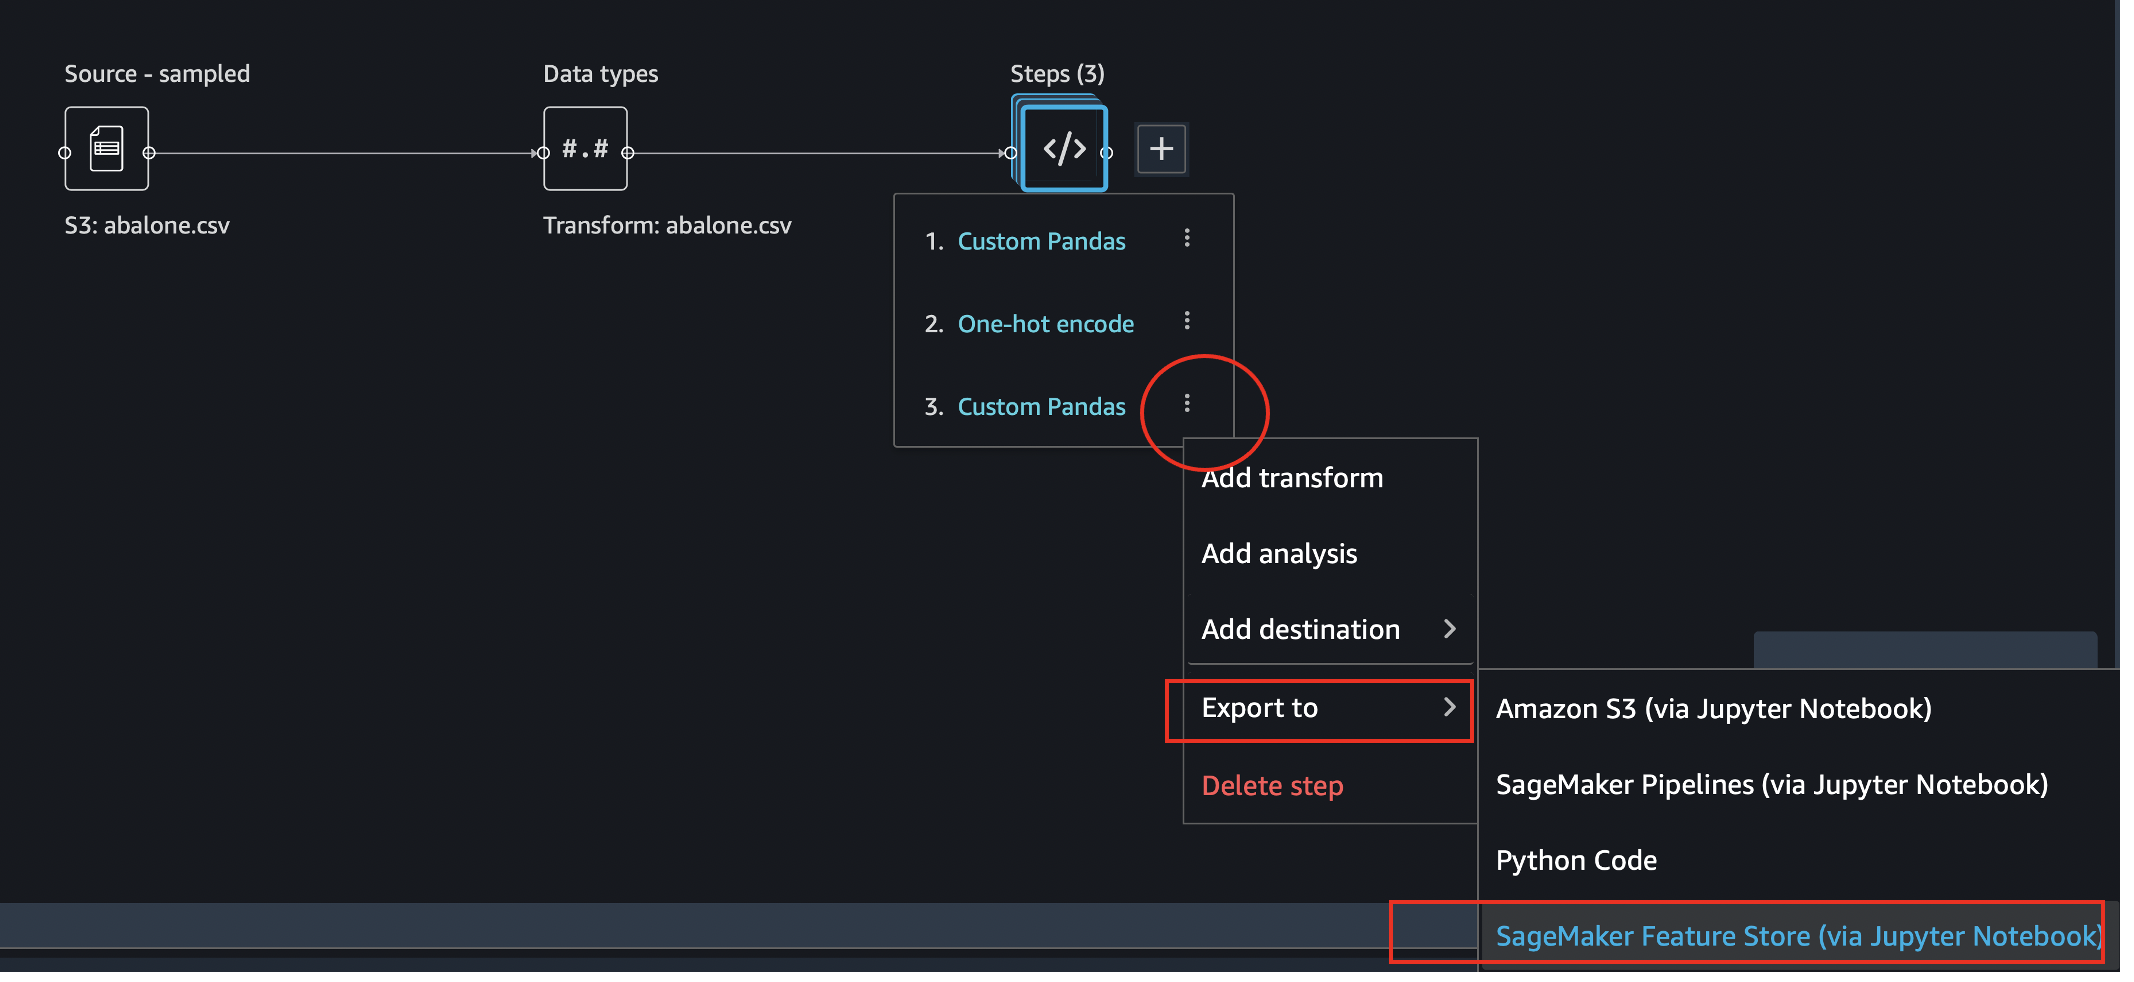 Source - sampled
Data types
Steps (3)
#.#
</>
+
S3: abalone.csv
Transform: abalone.csv
1. Custom Pandas
2. One-hot encode
3. Custom Pandas
Add transform
Add analysis
Add destination
Export to
Delete step
Amazon S3 (via Jupyter Notebook)
SageMaker Pipelines (via Jupyter Notebook)
Python Code
SageMaker Feature Store (via Jupyter Notebook)